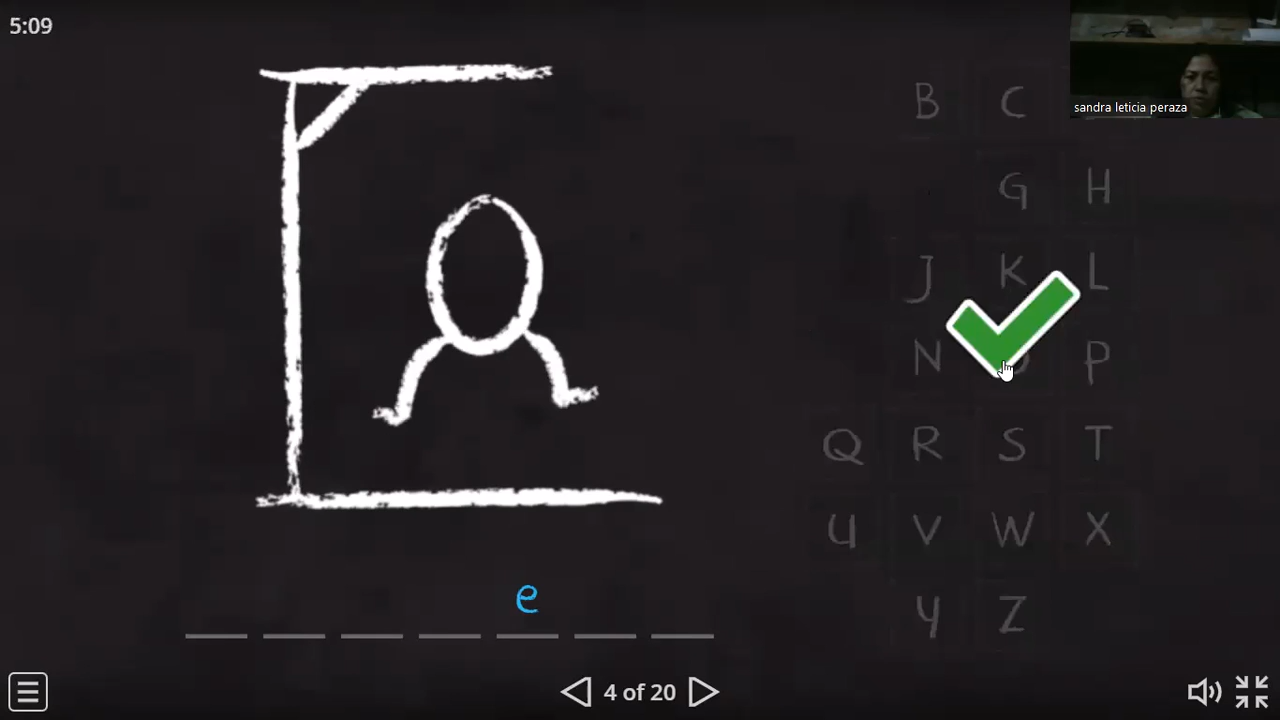 5:09
sandra leticia peraza
B C
G H
J K L
N O P
Q R S T
U V W X
Y Z
e
4 of 20